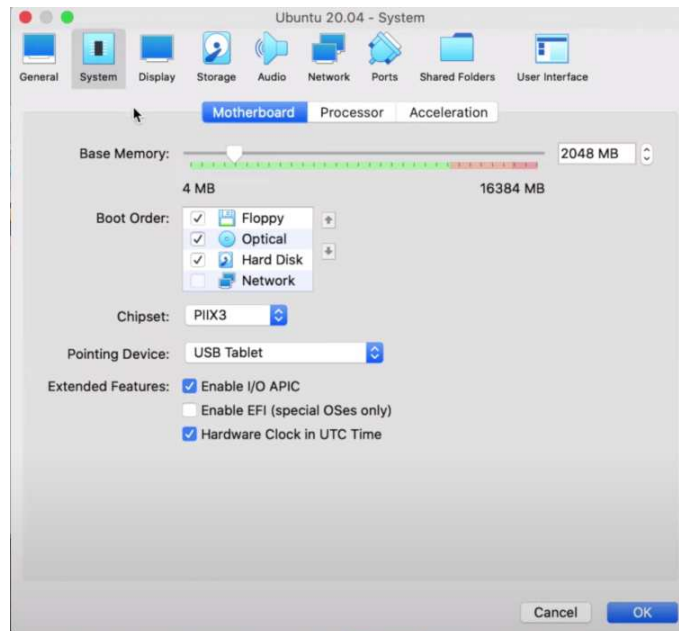 Ubuntu 20.04 - System
General System Display Storage Audio Network Ports Shared Folders User Interface
Motherboard Processor Acceleration
Base Memory: 2048 MB
4 MB 16384 MB
Boot Order: Floppy
Optical
Hard Disk
Network
Chipset: PIIX3
Pointing Device: USB Tablet
Extended Features: Enable I/O APIC
Enable EFI (special OSes only)
Hardware Clock in UTC Time
Cancel OK